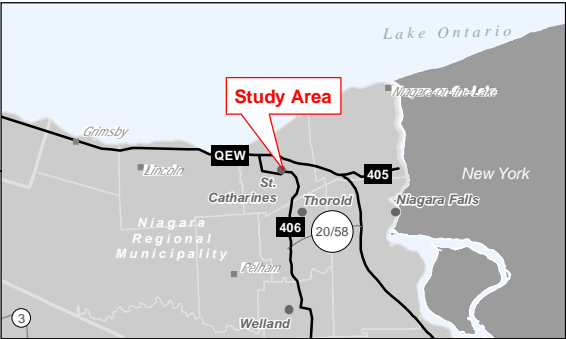 Lake Ontario
Niagara-on-the-Lake
Study Area
Grimsby
QEW
Lincoln
405
New York
St.
Catharines
Thorold
Niagara Falls
Niagara
Regional
Municipality
406
20/58
Pelham
3
Welland